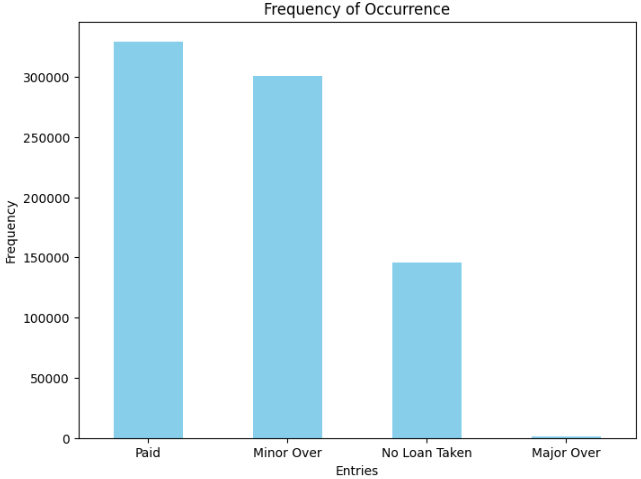 Frequency of Occurrence
300000
250000
200000
150000
100000
50000
0
Frequency
Paid
Minor Over
No Loan Taken
Major Over
Entries